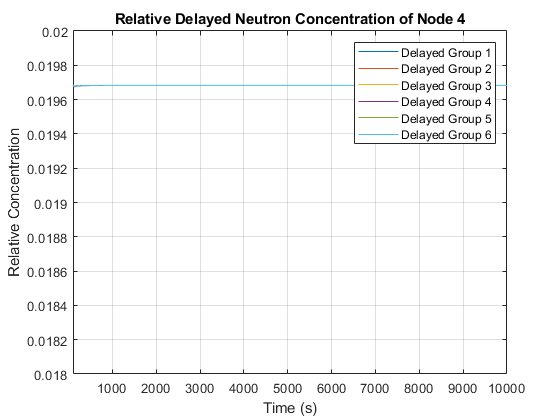 Relative Delayed Neutron Concentration of Node 4
0.02
0.0198
0.0196
0.0194
0.0192
0.019
0.0188
0.0186
0.0184
0.0182
0.018
Relative Concentration
Delayed Group 1
Delayed Group 2
Delayed Group 3
Delayed Group 4
Delayed Group 5
Delayed Group 6
1000 2000 3000 4000 5000 6000 7000 8000 9000 10000
Time (s)